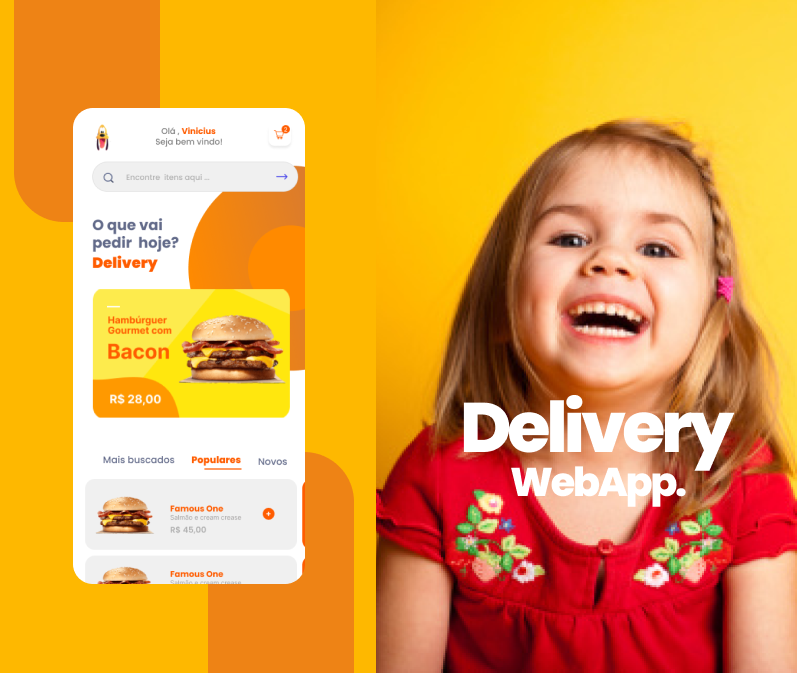 Olá , Vinicius
Seja bem vindo!
2
Encontre itens aqui ...
O que vai
pedir hoje?
Delivery
Hambúrguer
Gourmet com
Bacon
R$ 28,00
Mais buscados Populares Novos
Famous One
Salmão e cream crease
R$ 45,00
Famous One
Salmão e cream crease
Delivery
WebApp.